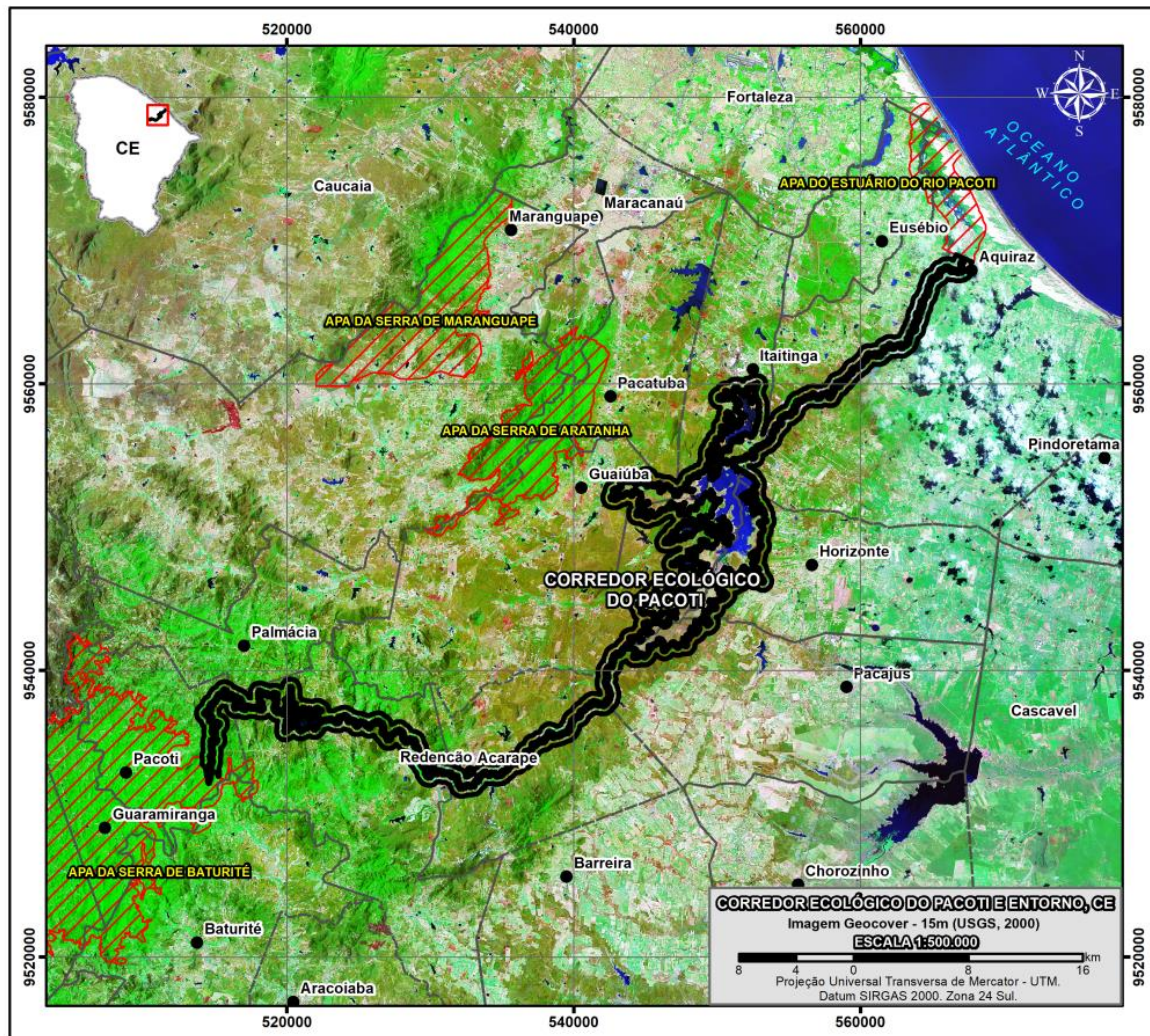 520000
540000
560000
9580000
9580000
N
W
E
S
Fortaleza
CE
OCEANO
ATLÂNTICO
Caucaia
APA DO ESTUÁRIO DO RIO PACOTI
Maracanaú
Maranguape
Eusébio
Aquiraz
APA DA SERRA DE MARANGUAPE
Itaitinga
9560000
9560000
Pacatuba
APA DA SERRA DE ARATANHA
Pindoretama
Guaiúba
Horizonte
CORREDOR ECOLÓGICO
DO PACOTI
Palmácia
9540000
9540000
Pacajus
Cascavel
Pacoti
Redencão
Acarape
Guaramiranga
APA DA SERRA DE BATURITÉ
Barreira
Chorozinho
CORREDOR ECOLÓGICO DO PACOTI E ENTORNO, CE
Imagem Geocover - 15m (USGS, 2000)
ESCALA 1:500.000
Baturité
9520000
9520000
km
8 4 0 8 16
Projeção Universal Transversa de Mercator - UTM.
Datum SIRGAS 2000. Zona 24 Sul.
Aracoiaba
520000
540000
560000